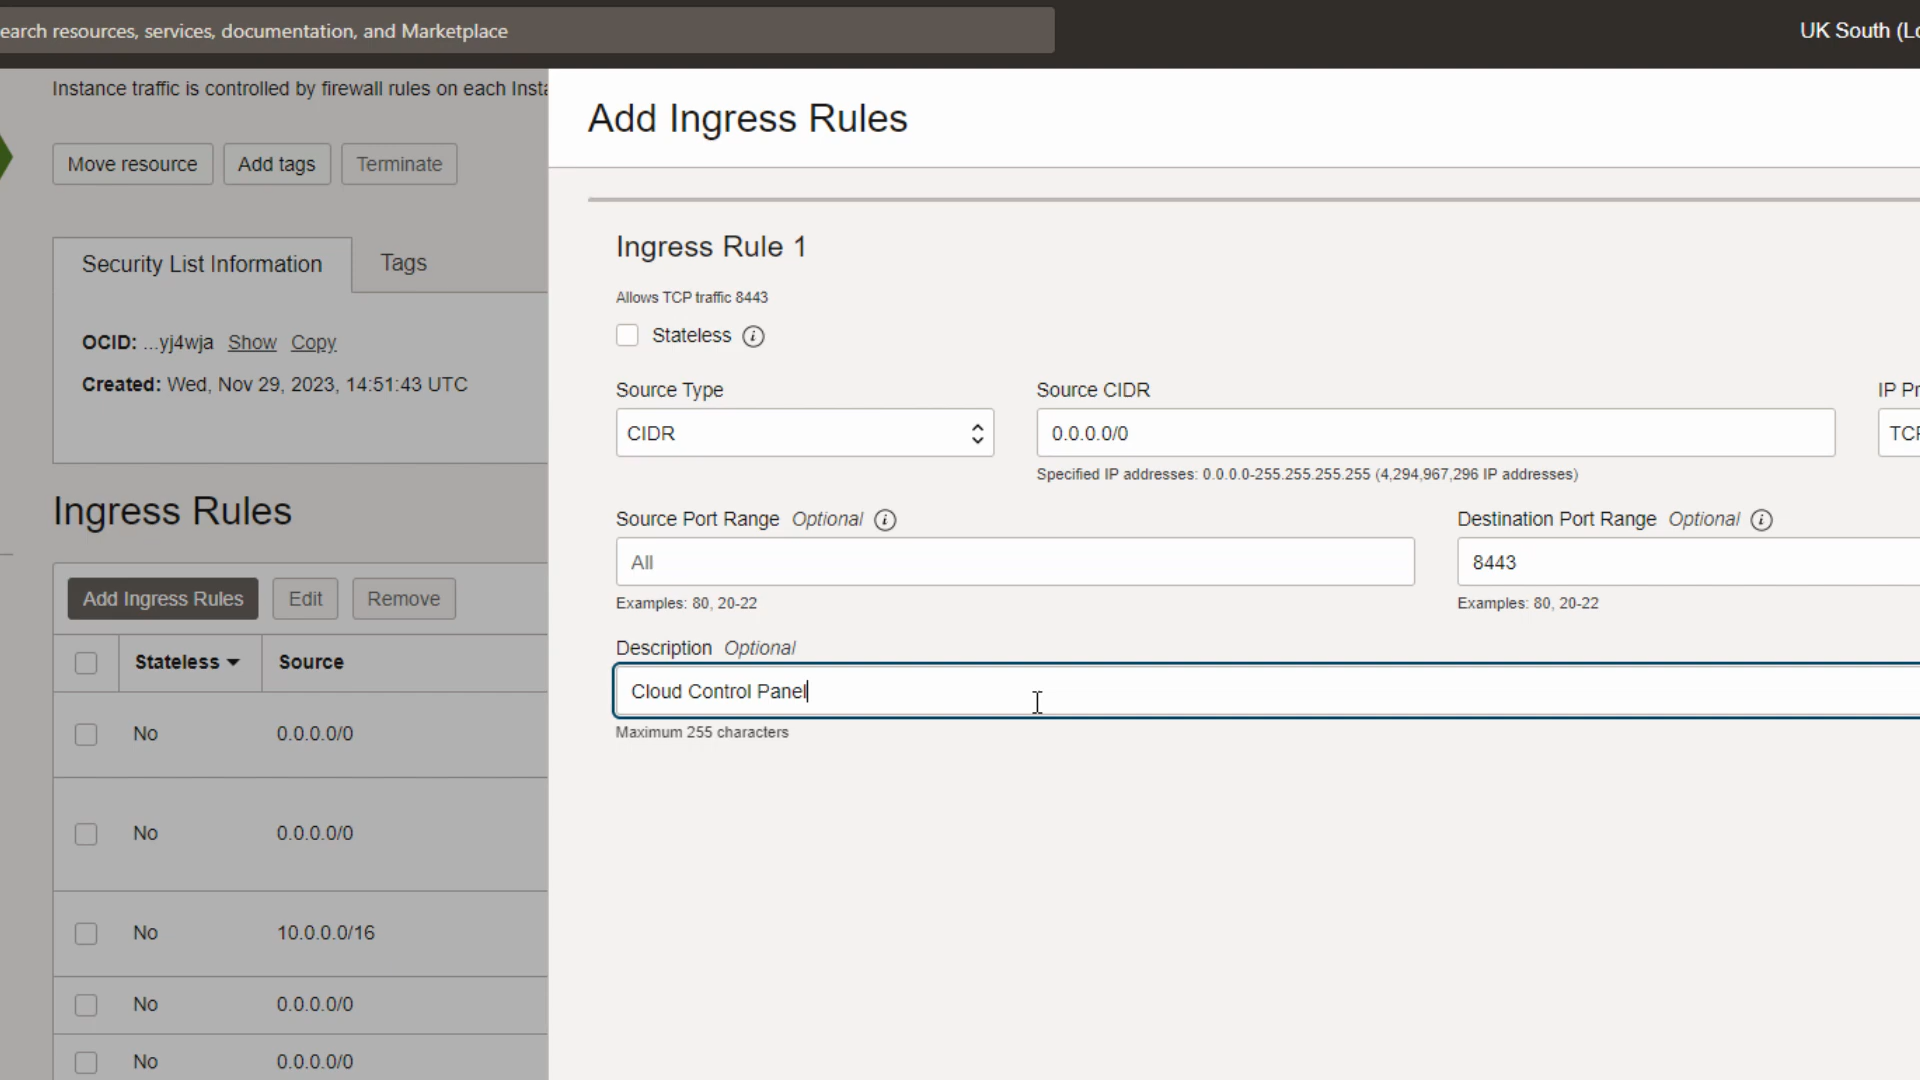 earch resources, services, documentation, and Marketplace
UK South (Lo
Instance traffic is controlled by firewall rules on each Insta
Move resource
Add tags
Terminate
Security List Information
Tags
OCID: ...yj4wja Show Copy
Created: Wed, Nov 29, 2023, 14:51:43 UTC
Ingress Rules
Add Ingress Rules
Edit
Remove
Stateless
Source
No
0.0.0.0/0
No
0.0.0.0/0
No
10.0.0.0/16
No
0.0.0.0/0
No
0.0.0.0/0
Add Ingress Rules
Ingress Rule 1
Allows TCP traffic 8443
Stateless
Source Type
CIDR
Source CIDR
0.0.0.0/0
Specified IP addresses: 0.0.0.0-255.255.255.255 (4,294,967,296 IP addresses)
IP Pr
TCP
Source Port Range Optional
All
Examples: 80, 20-22
Destination Port Range Optional
8443
Examples: 80, 20-22
Description Optional
Cloud Control Panel
Maximum 255 characters